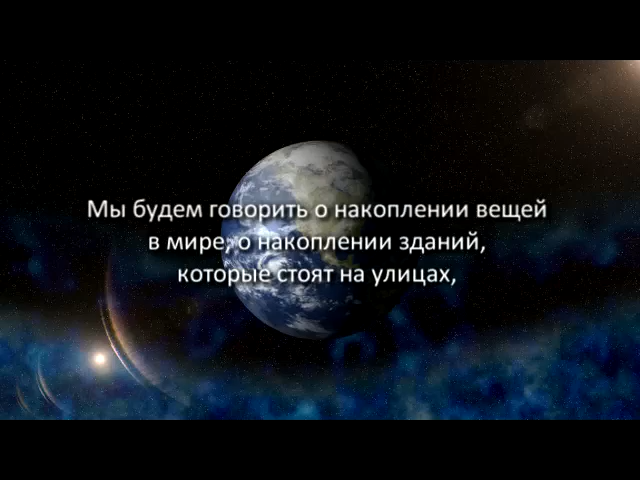 Мы будем говорить о накоплении вещей
в мире, о накоплении зданий,
которые стоят на улицах,